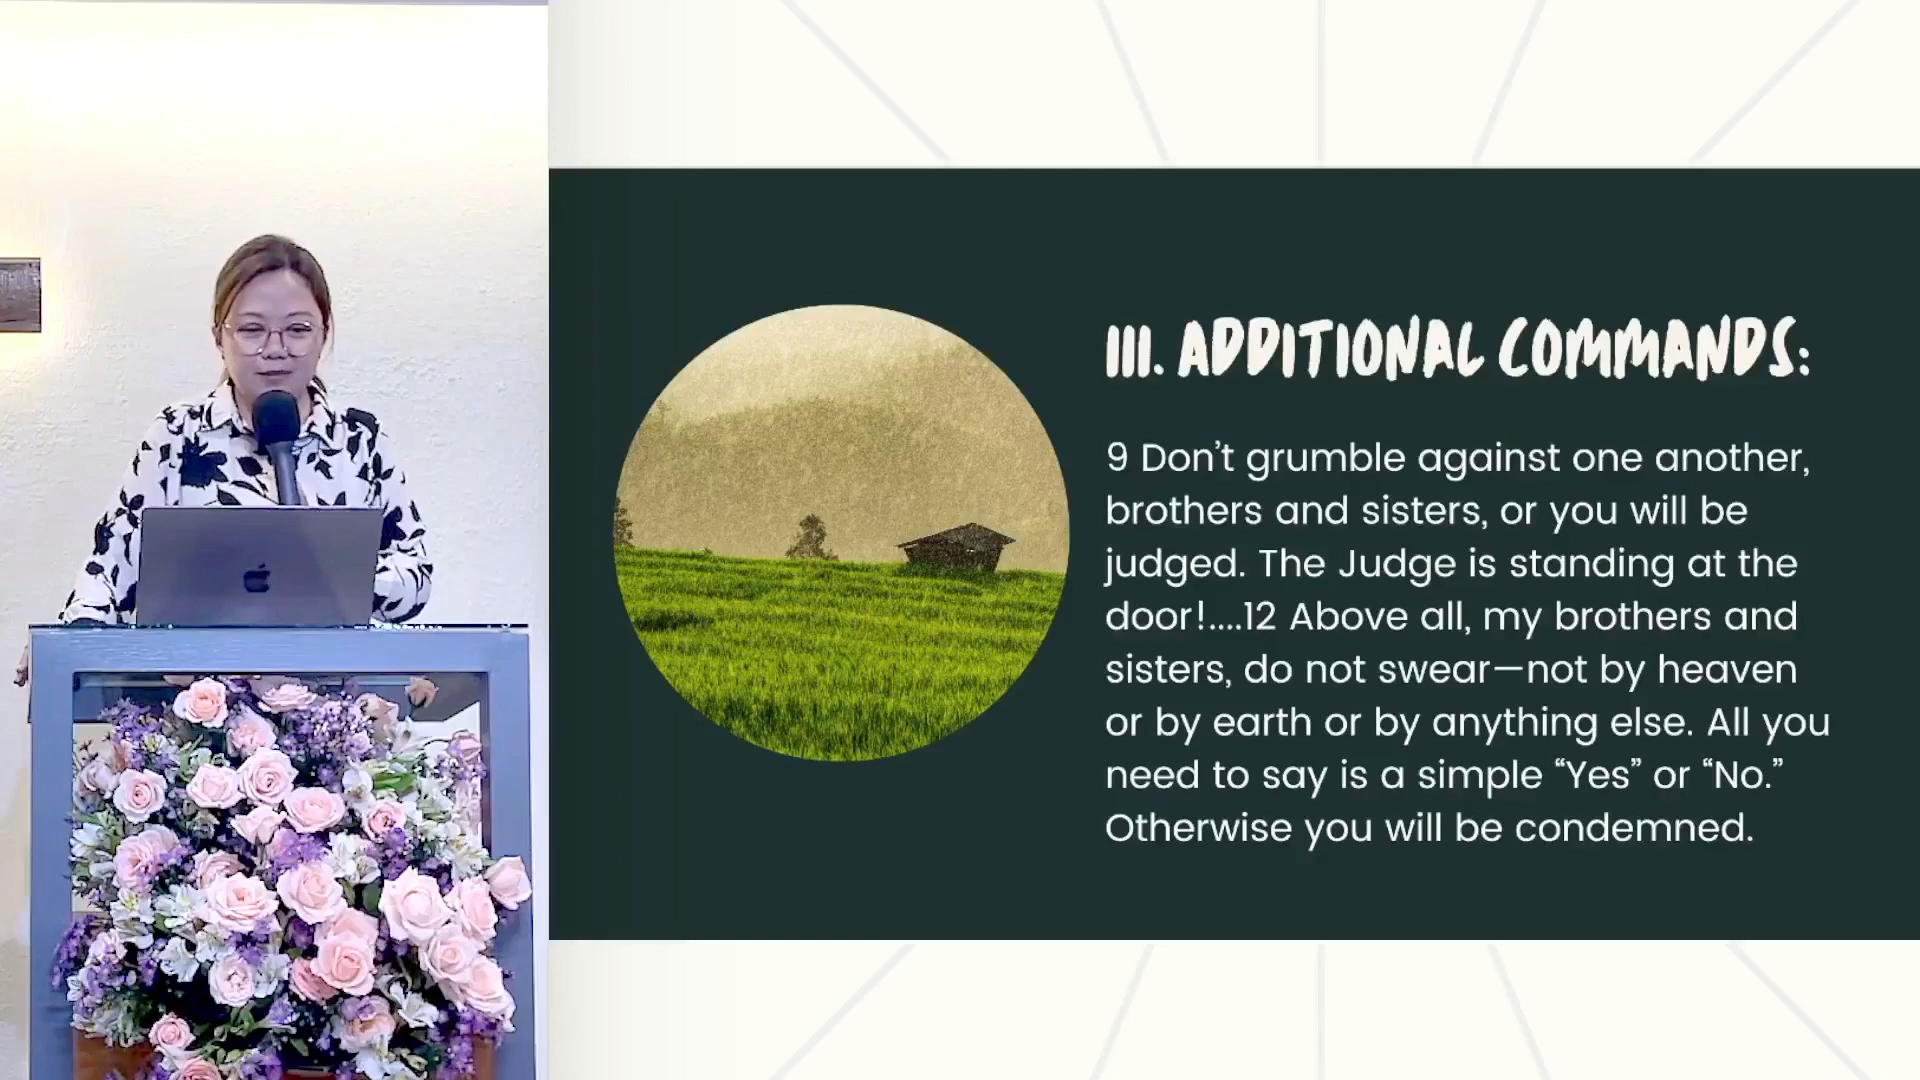 III. ADDITIONAL COMMANDS:
9 Don’t grumble against one another,
brothers and sisters, or you will be
judged. The Judge is standing at the
door!....12 Above all, my brothers and
sisters, do not swear—not by heaven
or by earth or by anything else. All you
need to say is a simple “Yes” or “No.”
Otherwise you will be condemned.